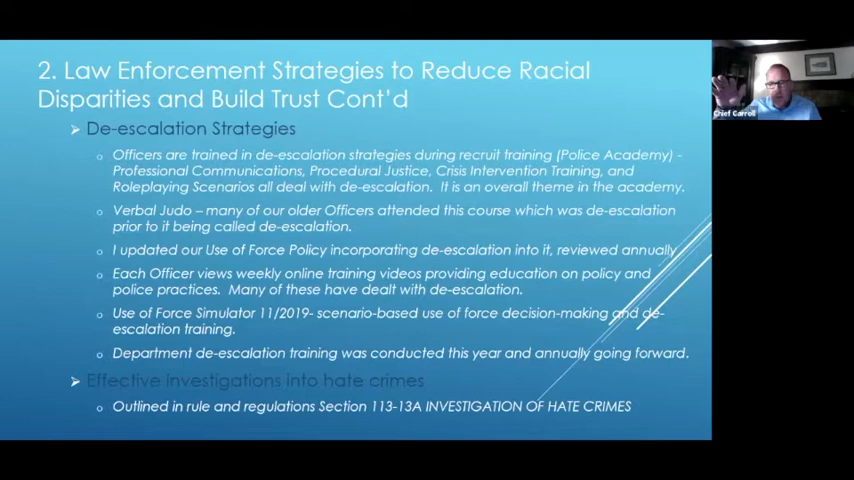 2. Law Enforcement Strategies to Reduce Racial
Disparities and Build Trust Cont'd
De-escalation Strategies
Officers are trained in de-escalation strategies during recruit training (Police Academy) -
Professional Communications, Procedural Justice, Crisis Intervention Training, and
Roleplaying Scenarios all deal with de-escalation. It is an overall theme in the academy.
Verbal Judo – many of our older Officers attended this course which was de-escalation
prior to it being called de-escalation.
I updated our Use of Force Policy incorporating de-escalation into it, reviewed annually
Each Officer views weekly online training videos providing education on policy and
police practices. Many of these have dealt with de-escalation.
Use of Force Simulator 11/2019- scenario-based use of force decision-making and de-
escalation training.
Department de-escalation training was conducted this year and annually going forward.
Effective investigations into hate crimes
Outlined in rule and regulations Section 113-13A INVESTIGATION OF HATE CRIMES
Chief Carroll